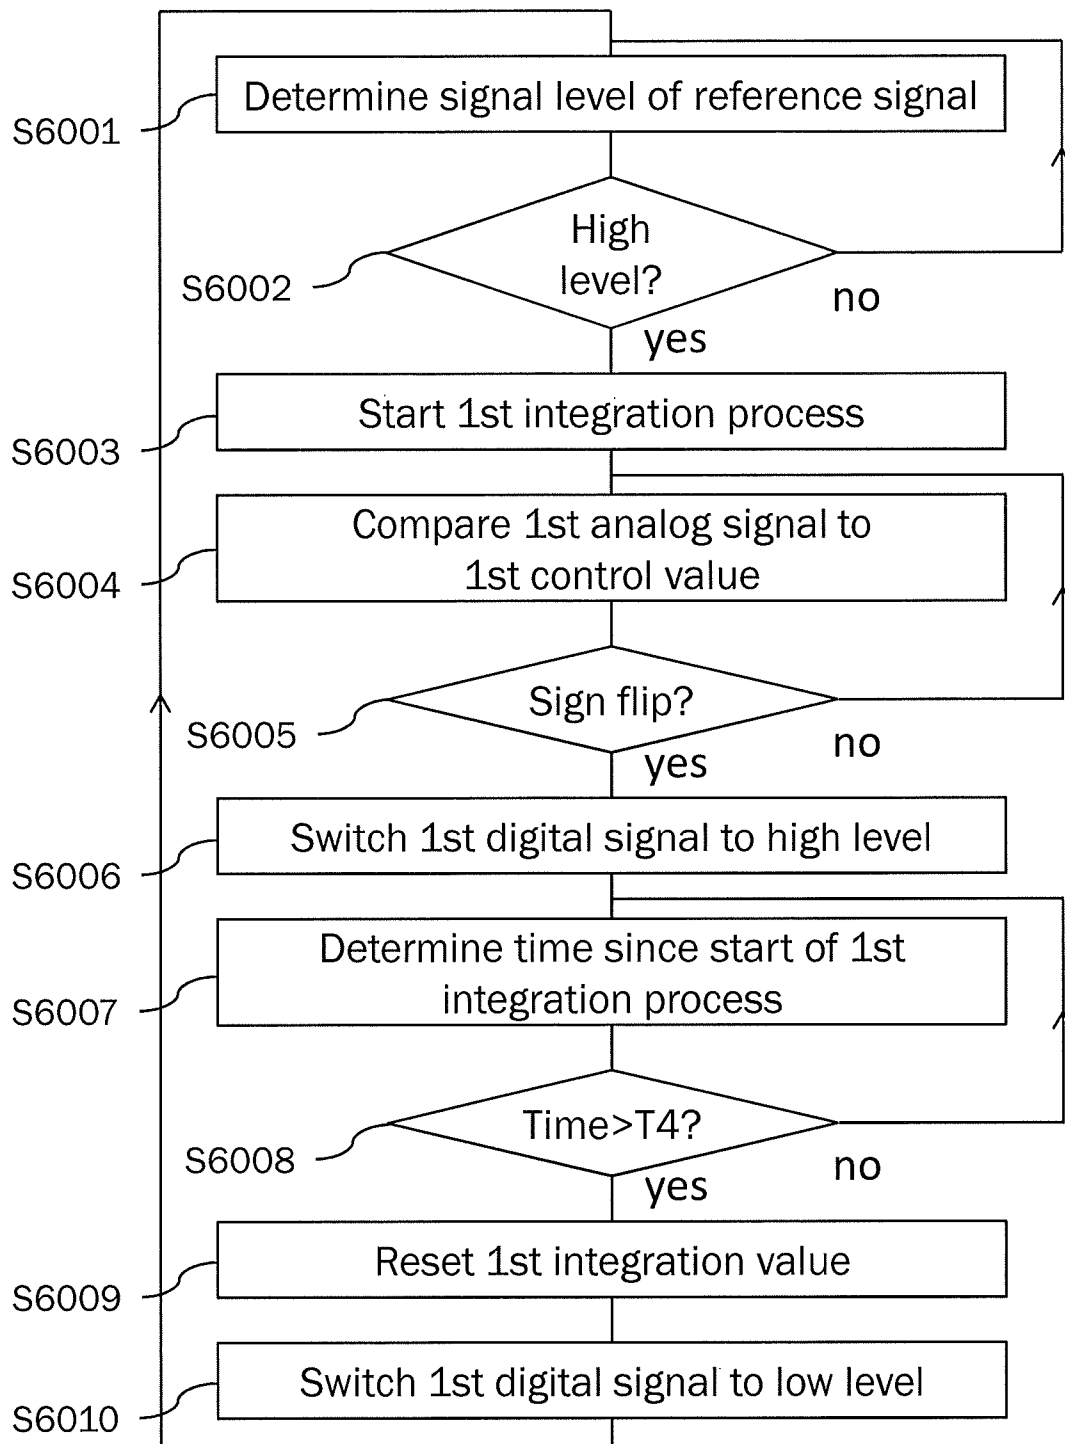 Determine signal level of reference signal
S6001
High
level?
S6002
no
yes
Start 1st integration process
S6003
Compare 1st analog signal to
1st control value
S6004
Sign flip?
S6005
no
yes
Switch 1st digital signal to high level
S6006
Determine time since start of 1st
integration process
S6007
Time>T4?
S6008
no
yes
Reset 1st integration value
S6009
Switch 1st digital signal to low level
S6010